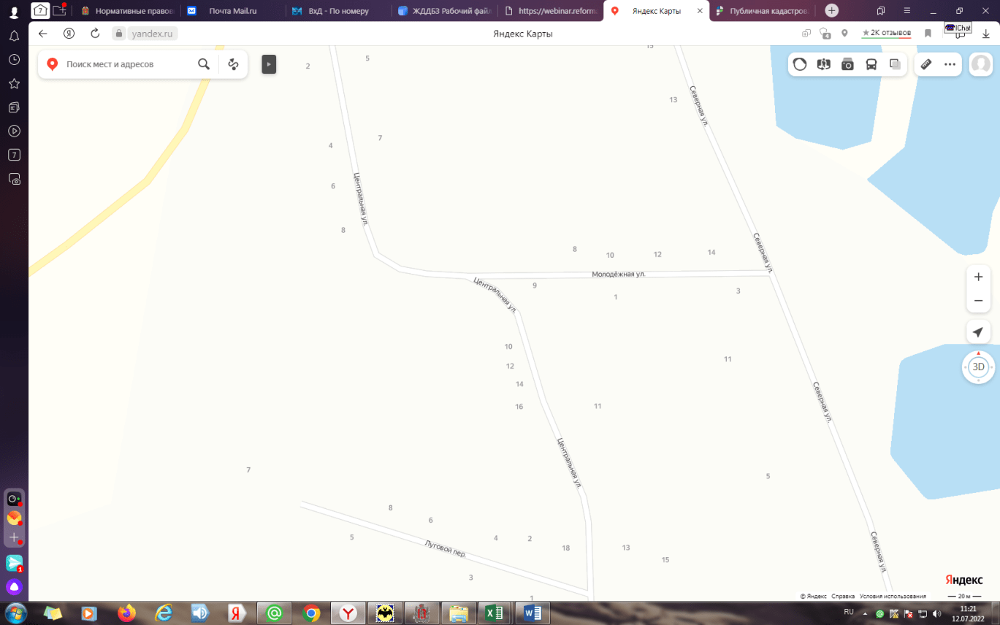 7
Нормативные правов
Почта Mail.ru
ВхД - По номеру
ЖДДБЗ Рабочий файл
https://webinar.reform
Яндекс Карты
Публичная кадастров
yandex.ru
Яндекс Карты
4
2К отзывов
IChat
Поиск мест и адресов
2
5
15
13
Северная ул.
4
7
Центральная ул.
6
8
8
10
12
14
Северная ул.
Молодёжная ул.
Центральная ул.
9
1
3
10
12
14
16
11
11
3D
Северная ул.
Центральная ул.
7
5
8
6
5
4
2
18
13
15
Луговой пер.
3
1
Северная ул.
7
1
Яндекс
© Яндекс Справка Условия использования
20 м
RU
11:21
12.07.2022